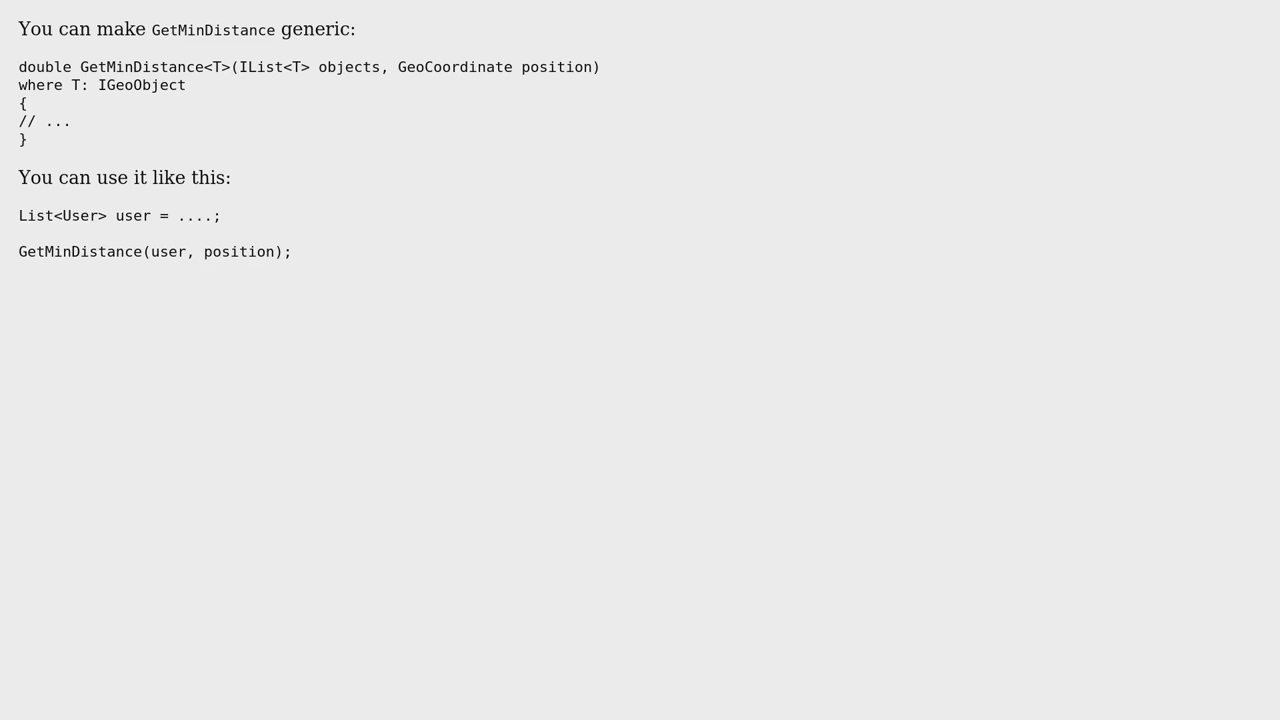 You can make GetMinDistance generic:
double GetMinDistance<T>(IList<T> objects, GeoCoordinate position)
where T: IGeoObject
{
// ...
}
You can use it like this:
List<User> user = ....;
GetMinDistance(user, position);